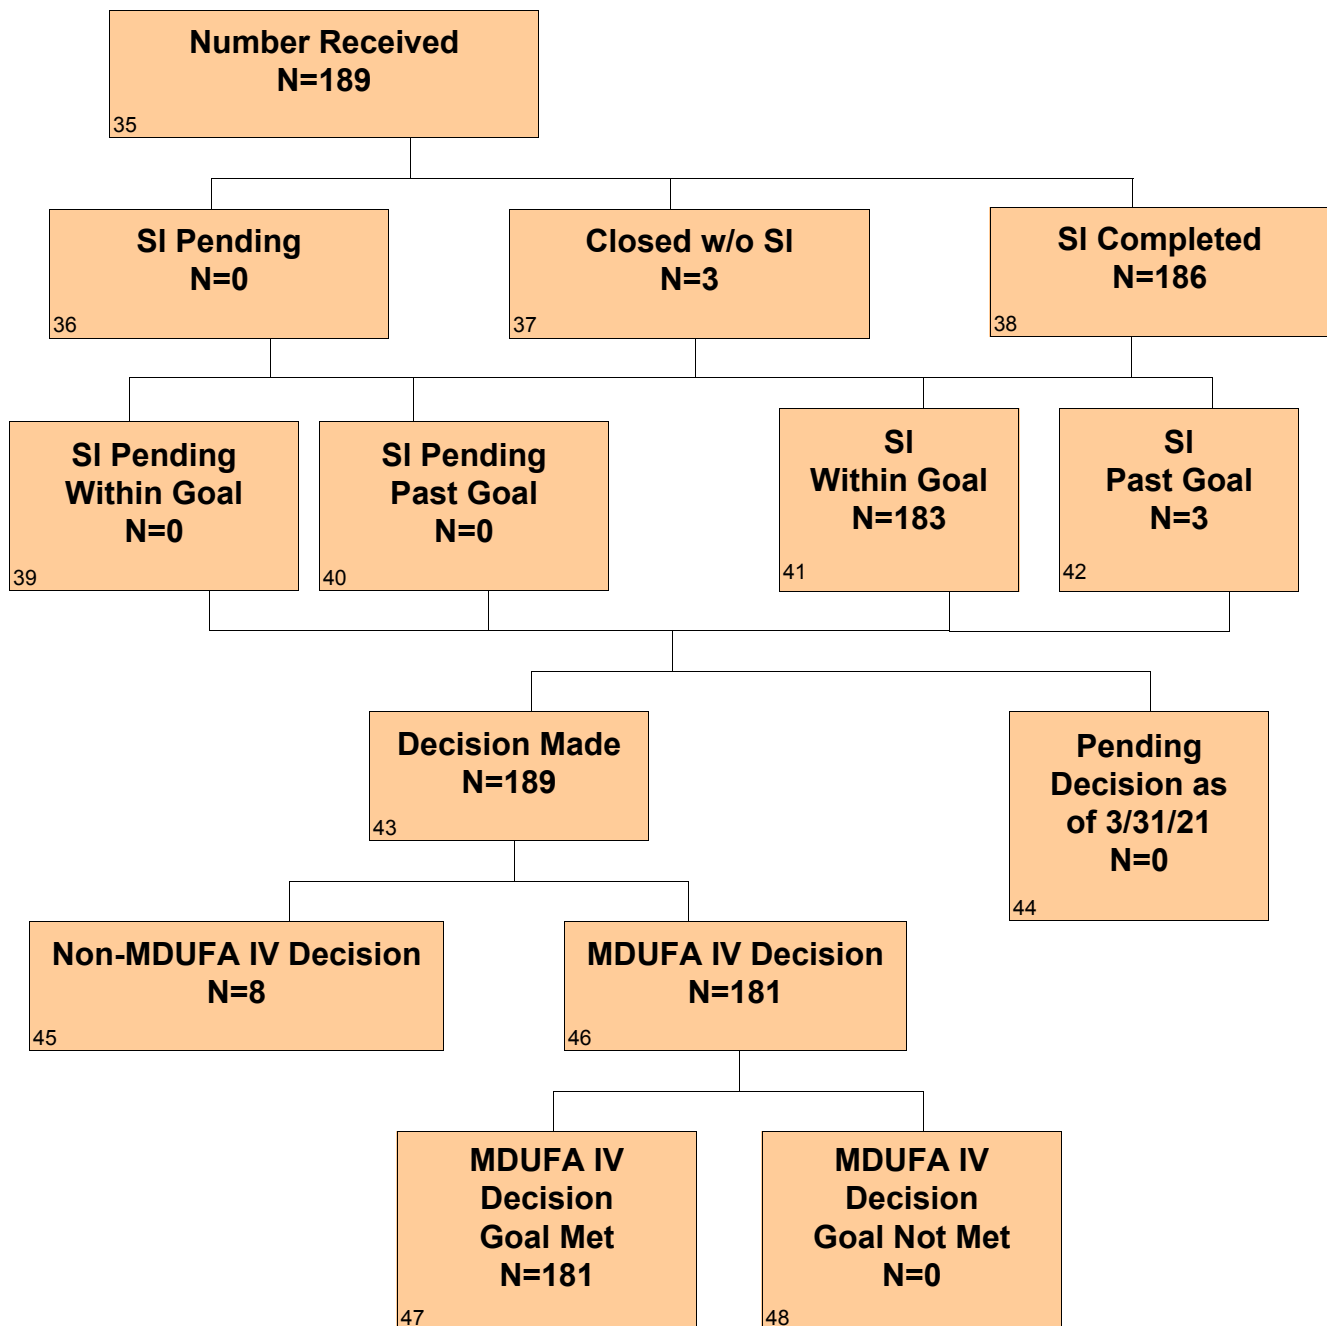 Number Received
N=189
35
SI Pending
N=0
36
Closed w/o SI
N=3
37
SI Completed
N=186
38
SI Pending
Within Goal
N=0
39
SI Pending
Past Goal
N=0
40
SI
Within Goal
N=183
41
SI
Past Goal
N=3
42
Decision Made
N=189
43
Pending
Decision as
of 3/31/21
N=0
44
Non-MDUFA IV Decision
N=8
45
MDUFA IV Decision
N=181
46
MDUFA IV
Decision
Goal Met
N=181
47
MDUFA IV
Decision
Goal Not Met
N=0
48